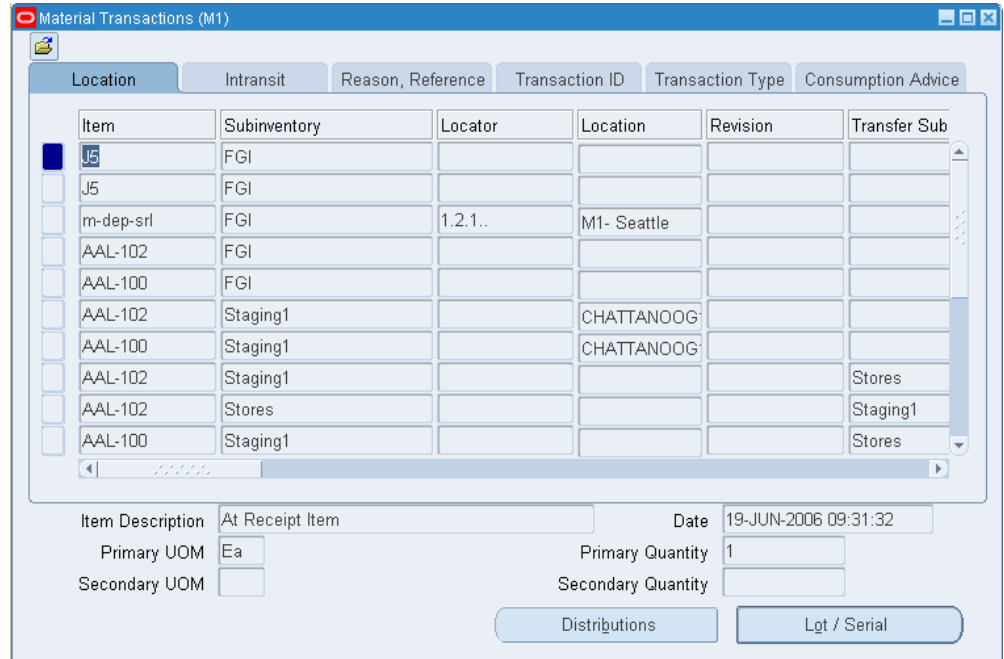 Material Transactions (M1)
Location Intransit Reason, Reference Transaction ID Transaction Type Consumption Advice
Item Subinventory Locator Location Revision Transfer Sub
J5 FGI
J5 FGI
m-dep-srl FGI 1.2.1.. M1- Seattle
AAL-102 FGI
AAL-100 FGI
AAL-102 Staging1 CHATTANOOG
AAL-100 Staging1 CHATTANOOG
AAL-102 Staging1 Stores
AAL-102 Stores Staging1
AAL-100 Staging1 Stores
Item Description At Receipt Item Date 19-JUN-2006 09:31:32
Primary UOM Ea Primary Quantity 1
Secondary UOM Secondary Quantity
Distributions Lot / Serial